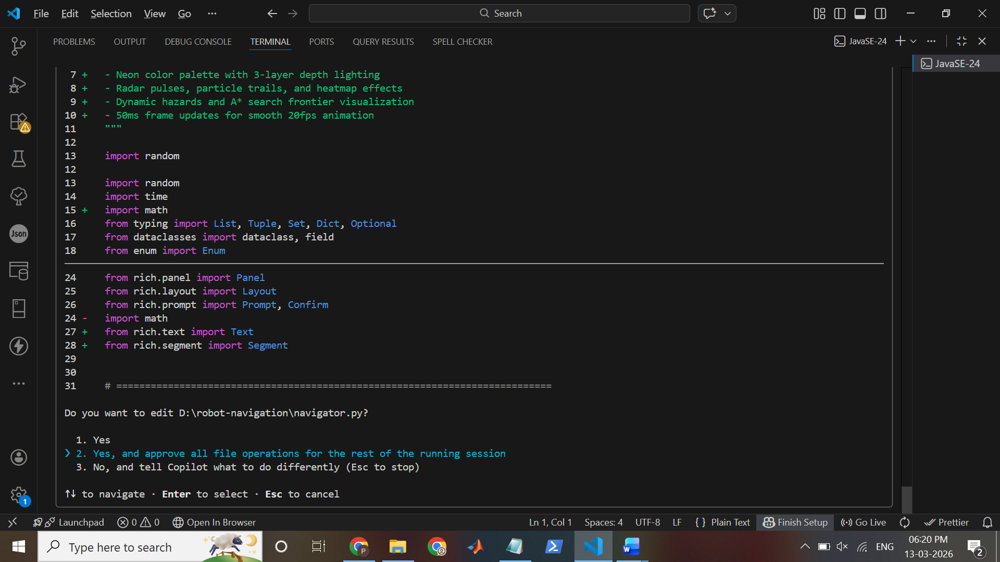 File Edit Selection View Go ···
Search
PROBLEMS OUTPUT DEBUG CONSOLE TERMINAL PORTS QUERY RESULTS SPELL CHECKER
JavaSE-24
JavaSE-24
7 + - Neon color palette with 3-layer depth lighting
8 + - Radar pulses, particle trails, and heatmap effects
9 + - Dynamic hazards and A* search frontier visualization
10 + - 50ms frame updates for smooth 20fps animation
11 """
12
13 import random
12
13 import random
14 import time
15 + import math
16 from typing import List, Tuple, Set, Dict, Optional
17 from dataclasses import dataclass, field
18 from enum import Enum
24 from rich.panel import Panel
25 from rich.layout import Layout
26 from rich.prompt import Prompt, Confirm
24 - import math
27 + from rich.text import Text
28 + from rich.segment import Segment
29
30
31 # ============================================================================
Do you want to edit D:\robot-navigation\navigator.py?
1. Yes
❯ 2. Yes, and approve all file operations for the rest of the running session
3. No, and tell Copilot what to do differently (Esc to stop)
↑↓ to navigate · Enter to select · Esc to cancel
Json
1
Launchpad 0 0 Open In Browser
Ln 1, Col 1 Spaces: 4 UTF-8 LF { } Plain Text Finish Setup Go Live Prettier
Type here to search
P
W
ENG
06:20 PM
13-03-2026
2